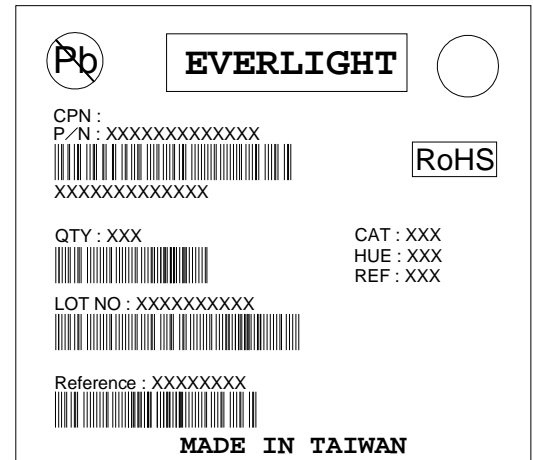 Pb
EVERLIGHT
CPN :
P/N : XXXXXXXXXXXXX
RoHS
XXXXXXXXXXXXX
QTY : XXX
CAT : XXX
HUE : XXX
REF : XXX
LOT NO : XXXXXXXXXX
Reference : XXXXXXXX
MADE IN TAIWAN